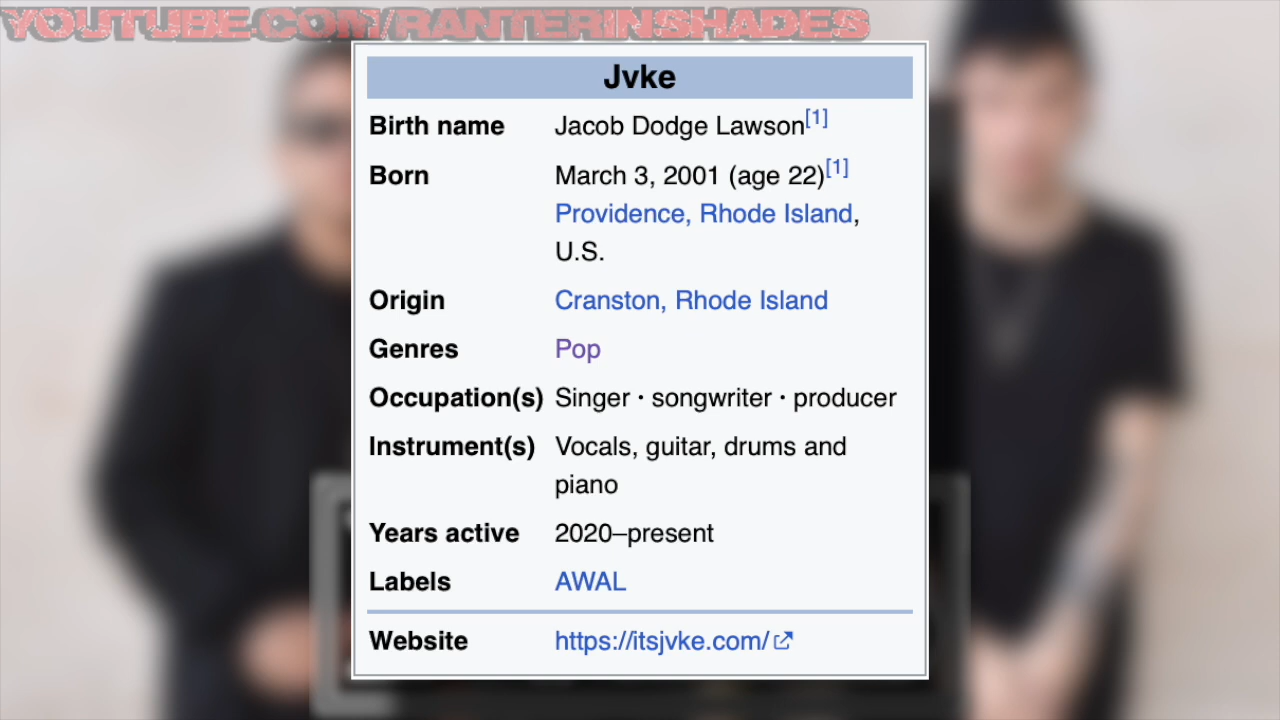 YOUTUBE.COM/RANTERINSHADES
Jvke
Birth name Jacob Dodge Lawson[1]
Born March 3, 2001 (age 22)[1]
Providence, Rhode Island,
U.S.
Origin Cranston, Rhode Island
Genres Pop
Occupation(s) Singer · songwriter · producer
Instrument(s) Vocals, guitar, drums and
piano
Years active 2020–present
Labels AWAL
Website https://itsjvke.com/